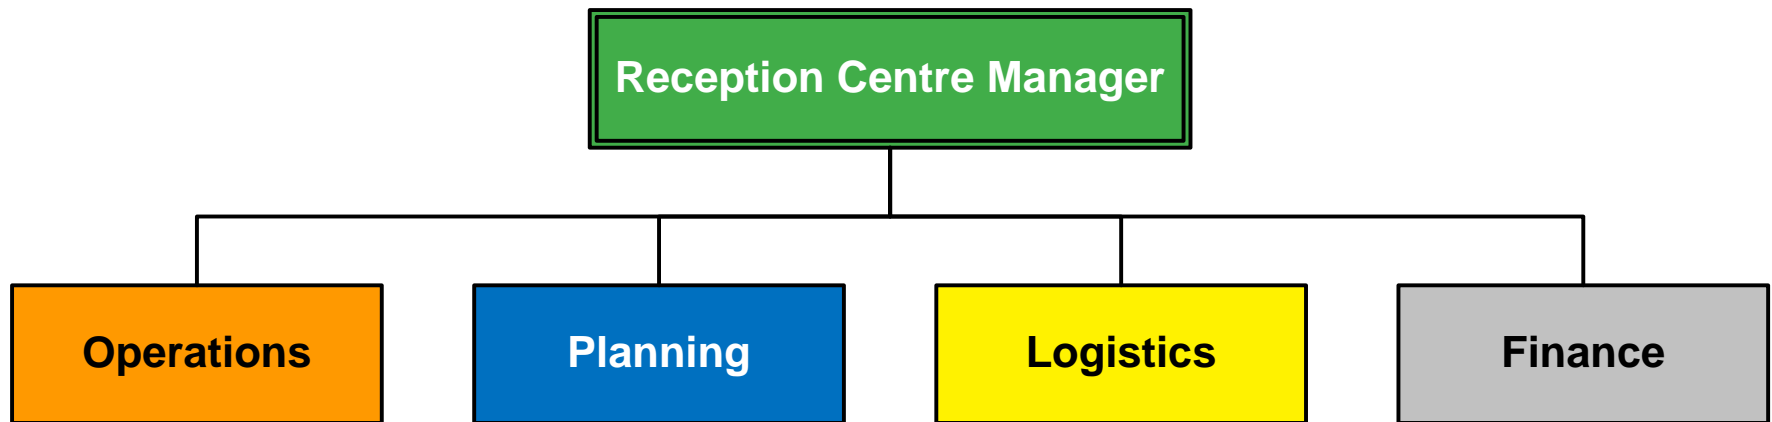 Reception Centre Manager
Operations
Planning
Logistics
Finance